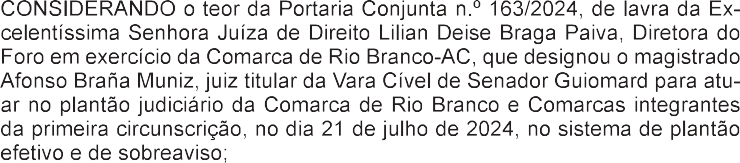 CONSIDERANDO o teor da Portaria Conjunta n.º 163/2024, de lavra da Ex-
celentíssima Senhora Juíza de Direito Lilian Deise Braga Paiva, Diretora do
Foro em exercício da Comarca de Rio Branco-AC, que designou o magistrado
Afonso Braña Muniz, juiz titular da Vara Cível de Senador Guiomard para atu-
ar no plantão judiciário da Comarca de Rio Branco e Comarcas integrantes
da primeira circunscrição, no dia 21 de julho de 2024, no sistema de plantão
efetivo e de sobreaviso;